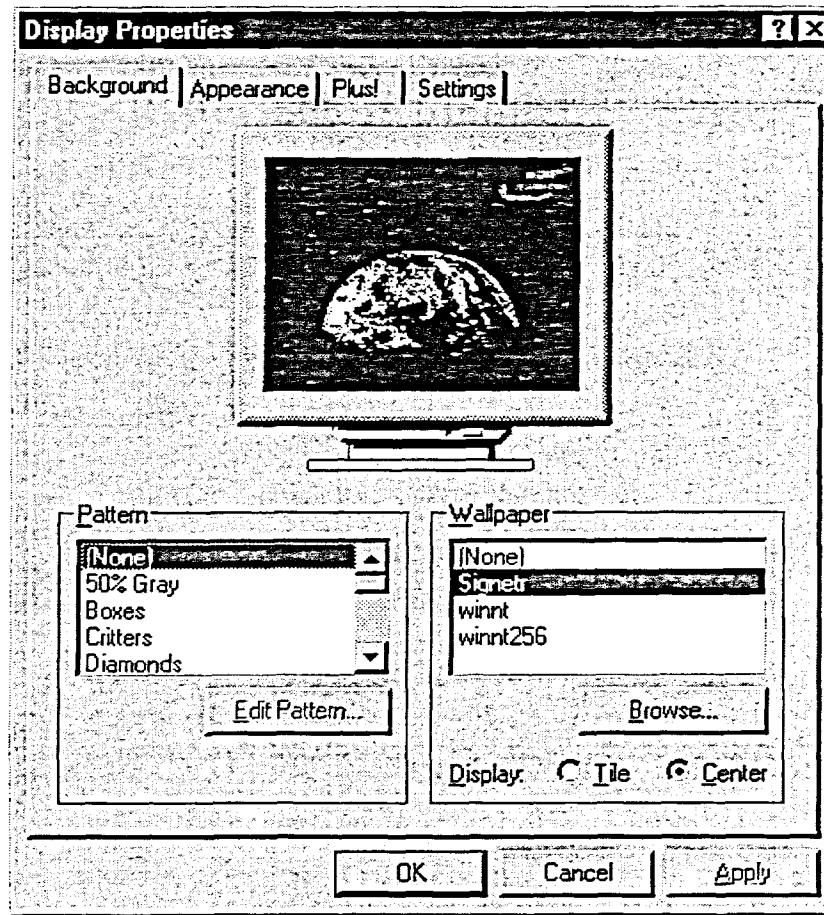 Display Properties
Background Appearance Plus! Settings
Pattern
(None)
50% Gray
Boxes
Critters
Diamonds
Edit Pattern...
Wallpaper
(None)
Signetr
winnt
winnt256
Browse...
Display: Tile Center
OK Cancel Apply